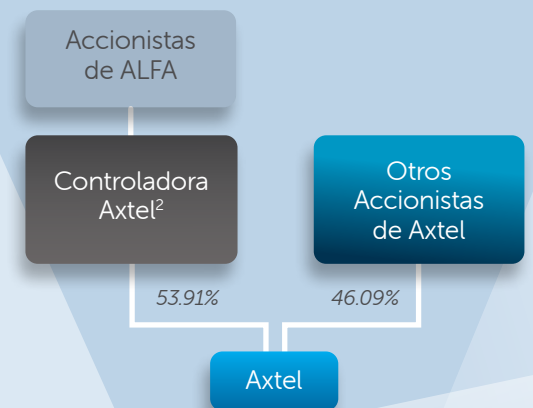 Accionistas
de ALFA
Controladora
Axtel²
Otros
Accionistas
de Axtel
53.91%
46.09%
Axtel